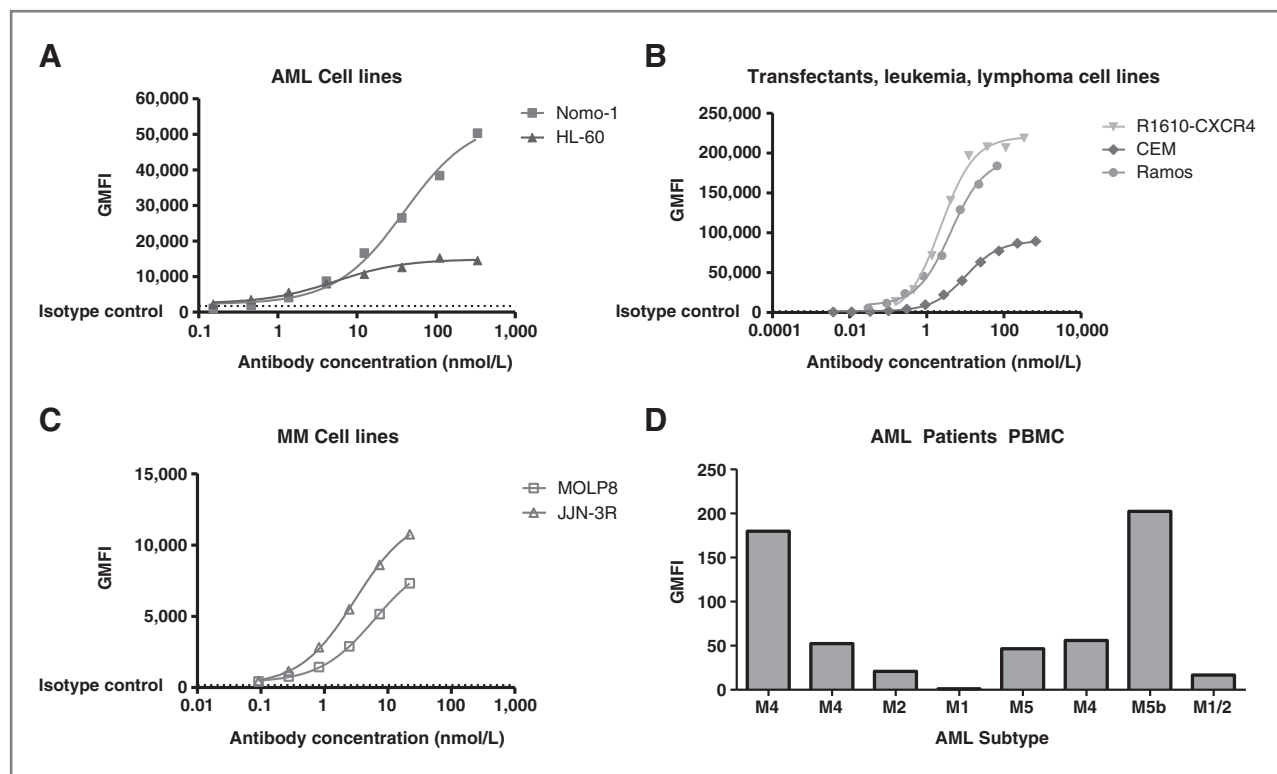 A
AML Cell lines
60,000
50,000
40,000
30,000
20,000
10,000
0
GMFI
Isotype control
0.1 1 10 100 1,000
Antibody concentration (nmol/L)
Nomo-1
HL-60
B
Transfectants, leukemia, lymphoma cell lines
250,000
200,000
150,000
100,000
50,000
0
GMFI
Isotype control
0.0001 0.01 1 100 10,000
Antibody concentration (nmol/L)
R1610-CXCR4
CEM
Ramos
C
MM Cell lines
15,000
10,000
5,000
0
GMFI
Isotype control
0.01 0.1 1 10 100 1,000
Antibody concentration (nmol/L)
MOLP8
JJN-3R
D
AML Patients PBMC
250
200
150
100
50
0
GMFI
M4 M4 M2 M1 M5 M4 M5b M1/2
AML Subtype